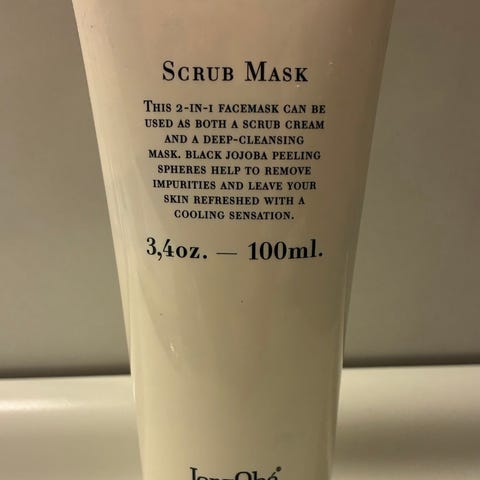 Scrub Mask
This 2-in-1 facemask can be
used as both a scrub cream
and a deep-cleansing
mask. Black jojoba peeling
spheres help to remove
impurities and leave your
skin refreshed with a
cooling sensation.
3,4oz. — 100ml.